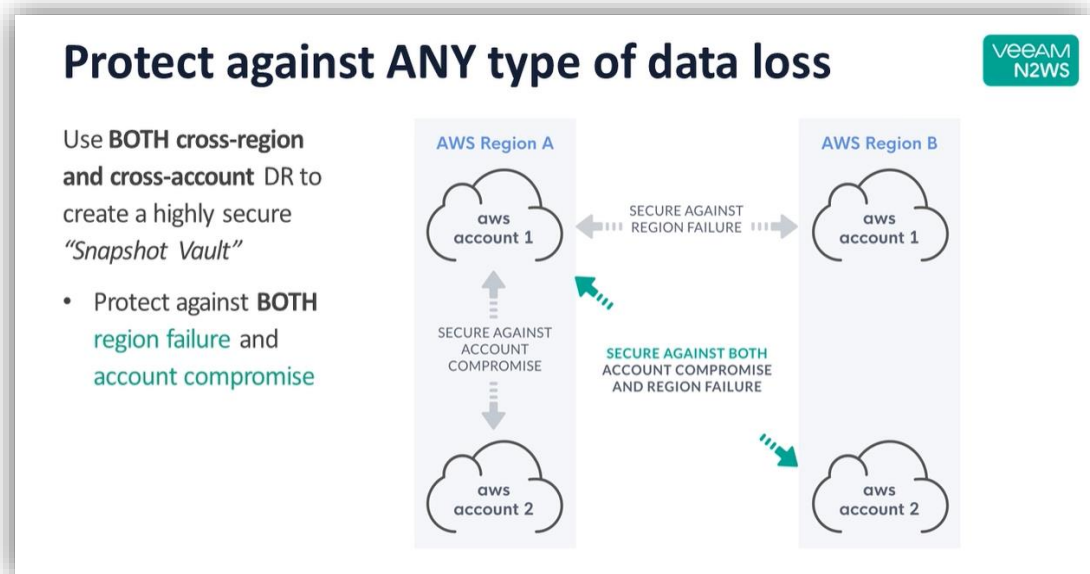 Protect against ANY type of data loss
VEEAM
N2WS
Use BOTH cross-region
and cross-account DR to
create a highly secure
“Snapshot Vault”
• Protect against BOTH
region failure and
account compromise
AWS Region A
aws
account 1
SECURE AGAINST
ACCOUNT
COMPROMISE
aws
account 2
SECURE AGAINST
REGION FAILURE
SECURE AGAINST BOTH
ACCOUNT COMPROMISE
AND REGION FAILURE
AWS Region B
aws
account 1
aws
account 2